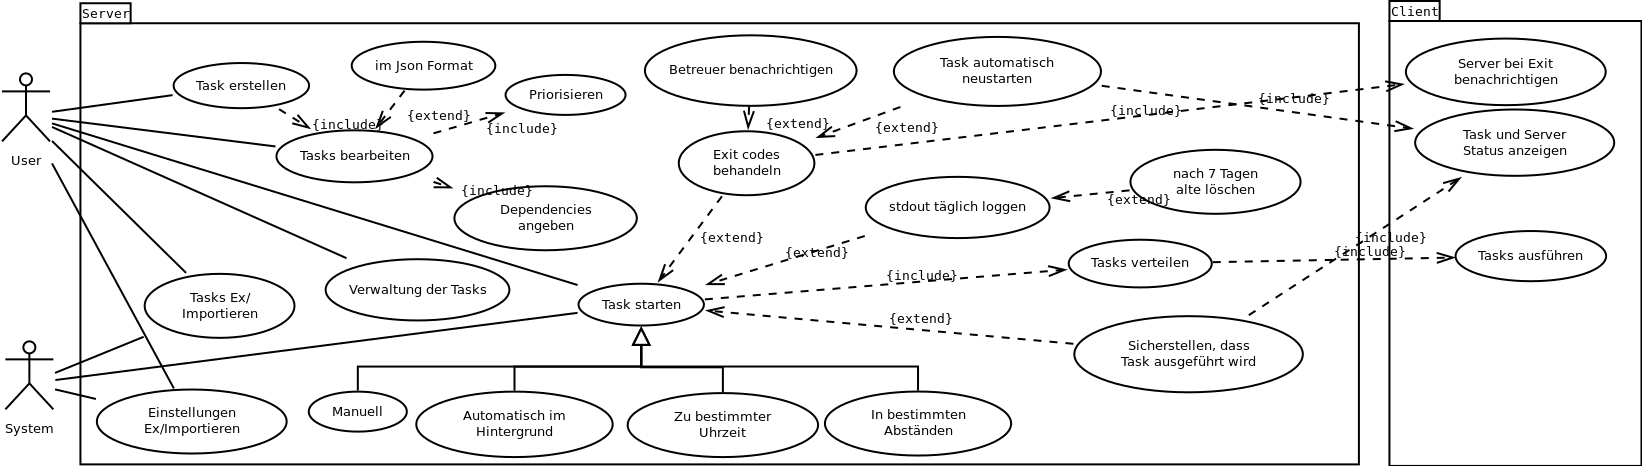 Server
Client
User
System
Task erstellen
im Json Format
Priorisieren
{include}
{extend}
{include}
Tasks bearbeiten
{include}
Dependencies
angeben
Betreuer benachrichtigen
Task automatisch
neustarten
{extend}
{extend}
{include}
{include}
Exit codes
behandeln
Server bei Exit
benachrichtigen
Task und Server
Status anzeigen
nach 7 Tagen
alte löschen
{extend}
stdout täglich loggen
{extend}
{extend}
{include}
{include}
{include}
Tasks verteilen
Tasks ausführen
Tasks Ex/
Importieren
Verwaltung der Tasks
Task starten
{extend}
Sicherstellen, dass
Task ausgeführt wird
Einstellungen
Ex/Importieren
Manuell
Automatisch im
Hintergrund
Zu bestimmter
Uhrzeit
In bestimmten
Abständen